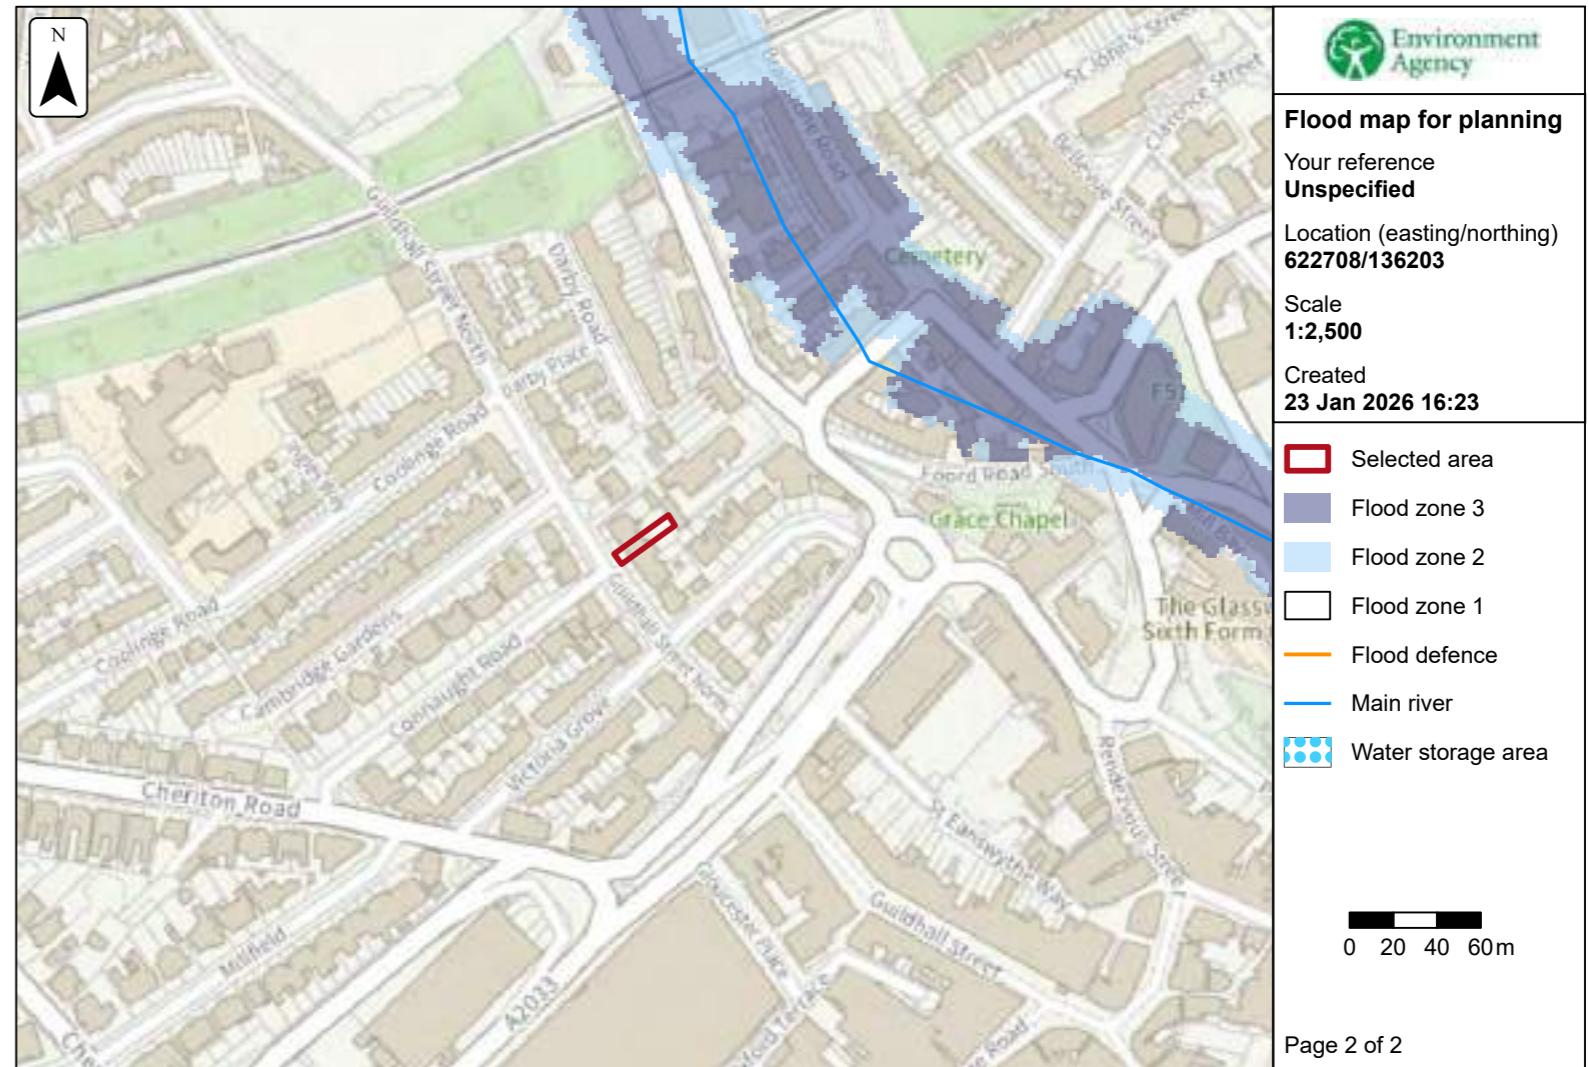 N
St John's Street
Clarence Street
Bellevue Street
Cemetery
Guildhall Street North
Darby Road
Darby Place
Coolinge Road
Foord Road South
Grace Chapel
The Glassw
Sixth Form
Coolinge Road
Cambridge Gardens
Connaught Road
Guildhall Street North
Victoria Grove
Cheriton Road
Rendezvous Street
St Eanswythe Way
Gloucester Place
Guildhall Street
Millfield
A2033
Che
Road
Environment
Agency
Flood map for planning
Your reference
Unspecified
Location (easting/northing)
622708/136203
Scale
1:2,500
Created
23 Jan 2026 16:23
Selected area
Flood zone 3
Flood zone 2
Flood zone 1
Flood defence
Main river
Water storage area
0 20 40 60m
Page 2 of 2